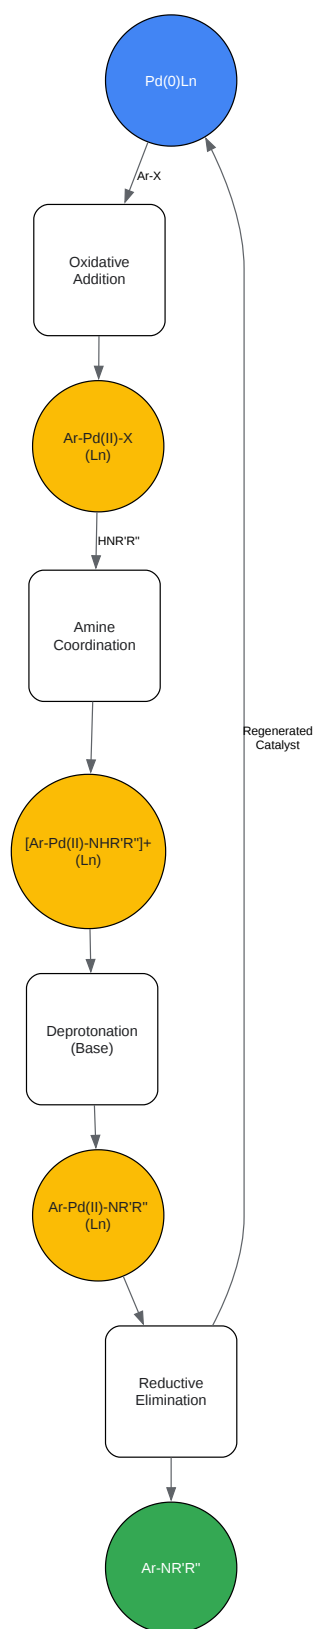 Pd(0)Ln
Ar-X
Oxidative
Addition
Ar-Pd(II)-X
(Ln)
HNR'R"
Amine
Coordination
Regenerated
Catalyst
[Ar-Pd(II)-NHR'R"]+
(Ln)
Deprotonation
(Base)
Ar-Pd(II)-NR'R"
(Ln)
Reductive
Elimination
Ar-NR'R"